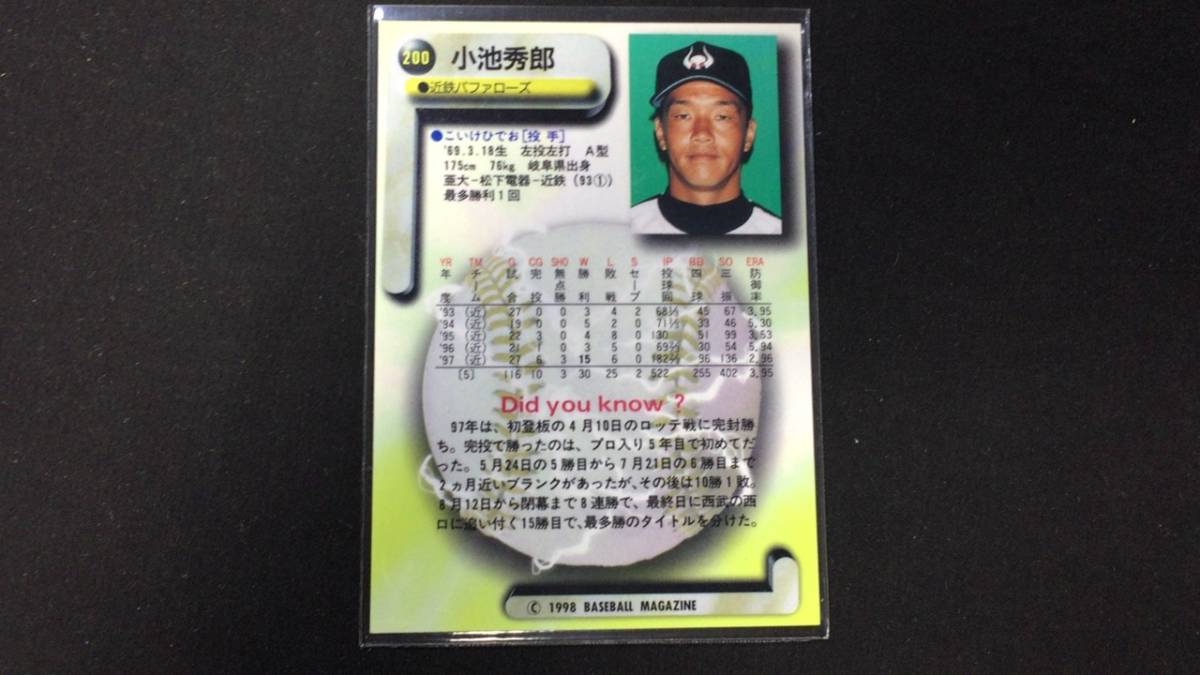 200 小池秀郎
●近鉄バファローズ
●こいけひでお[投手]
'69.3.18生 左投左打 A型
175cm 76kg 岐阜県出身
亜大-松下電器-近鉄(93①)
最多勝利1回
YR TM G CG SHO W L S IP BB SO ERA
年度 チーム 試合 完投 無点勝 勝利 敗戦 セーブ 投球回 四球 三振 防御率
'93 (近) 27 0 0 3 4 2 68⅓ 45 67 3.95
'94 (近) 19 0 0 5 2 0 71⅓ 33 46 5.30
'95 (近) 22 3 0 4 8 0 130 51 99 3.53
'96 (近) 21 1 0 3 5 0 69⅔ 30 54 5.94
'97 (近) 27 6 3 15 6 0 182⅔ 96 136 2.96
[5] 116 10 3 30 25 2 522 255 402 3.95
Did you know ?
97年は、初登板の4月10日のロッテ戦に完封勝
ち。完投で勝ったのは、プロ入り5年目で初めてだ
った。5月24日の5勝目から7月21日の6勝目まで
2ヵ月近いブランクがあったが、その後は10勝1敗。
8月12日から閉幕まで8連勝で、最終日に西武の西
口に追い付く15勝目で、最多勝のタイトルを分けた。
© 1998 BASEBALL MAGAZINE